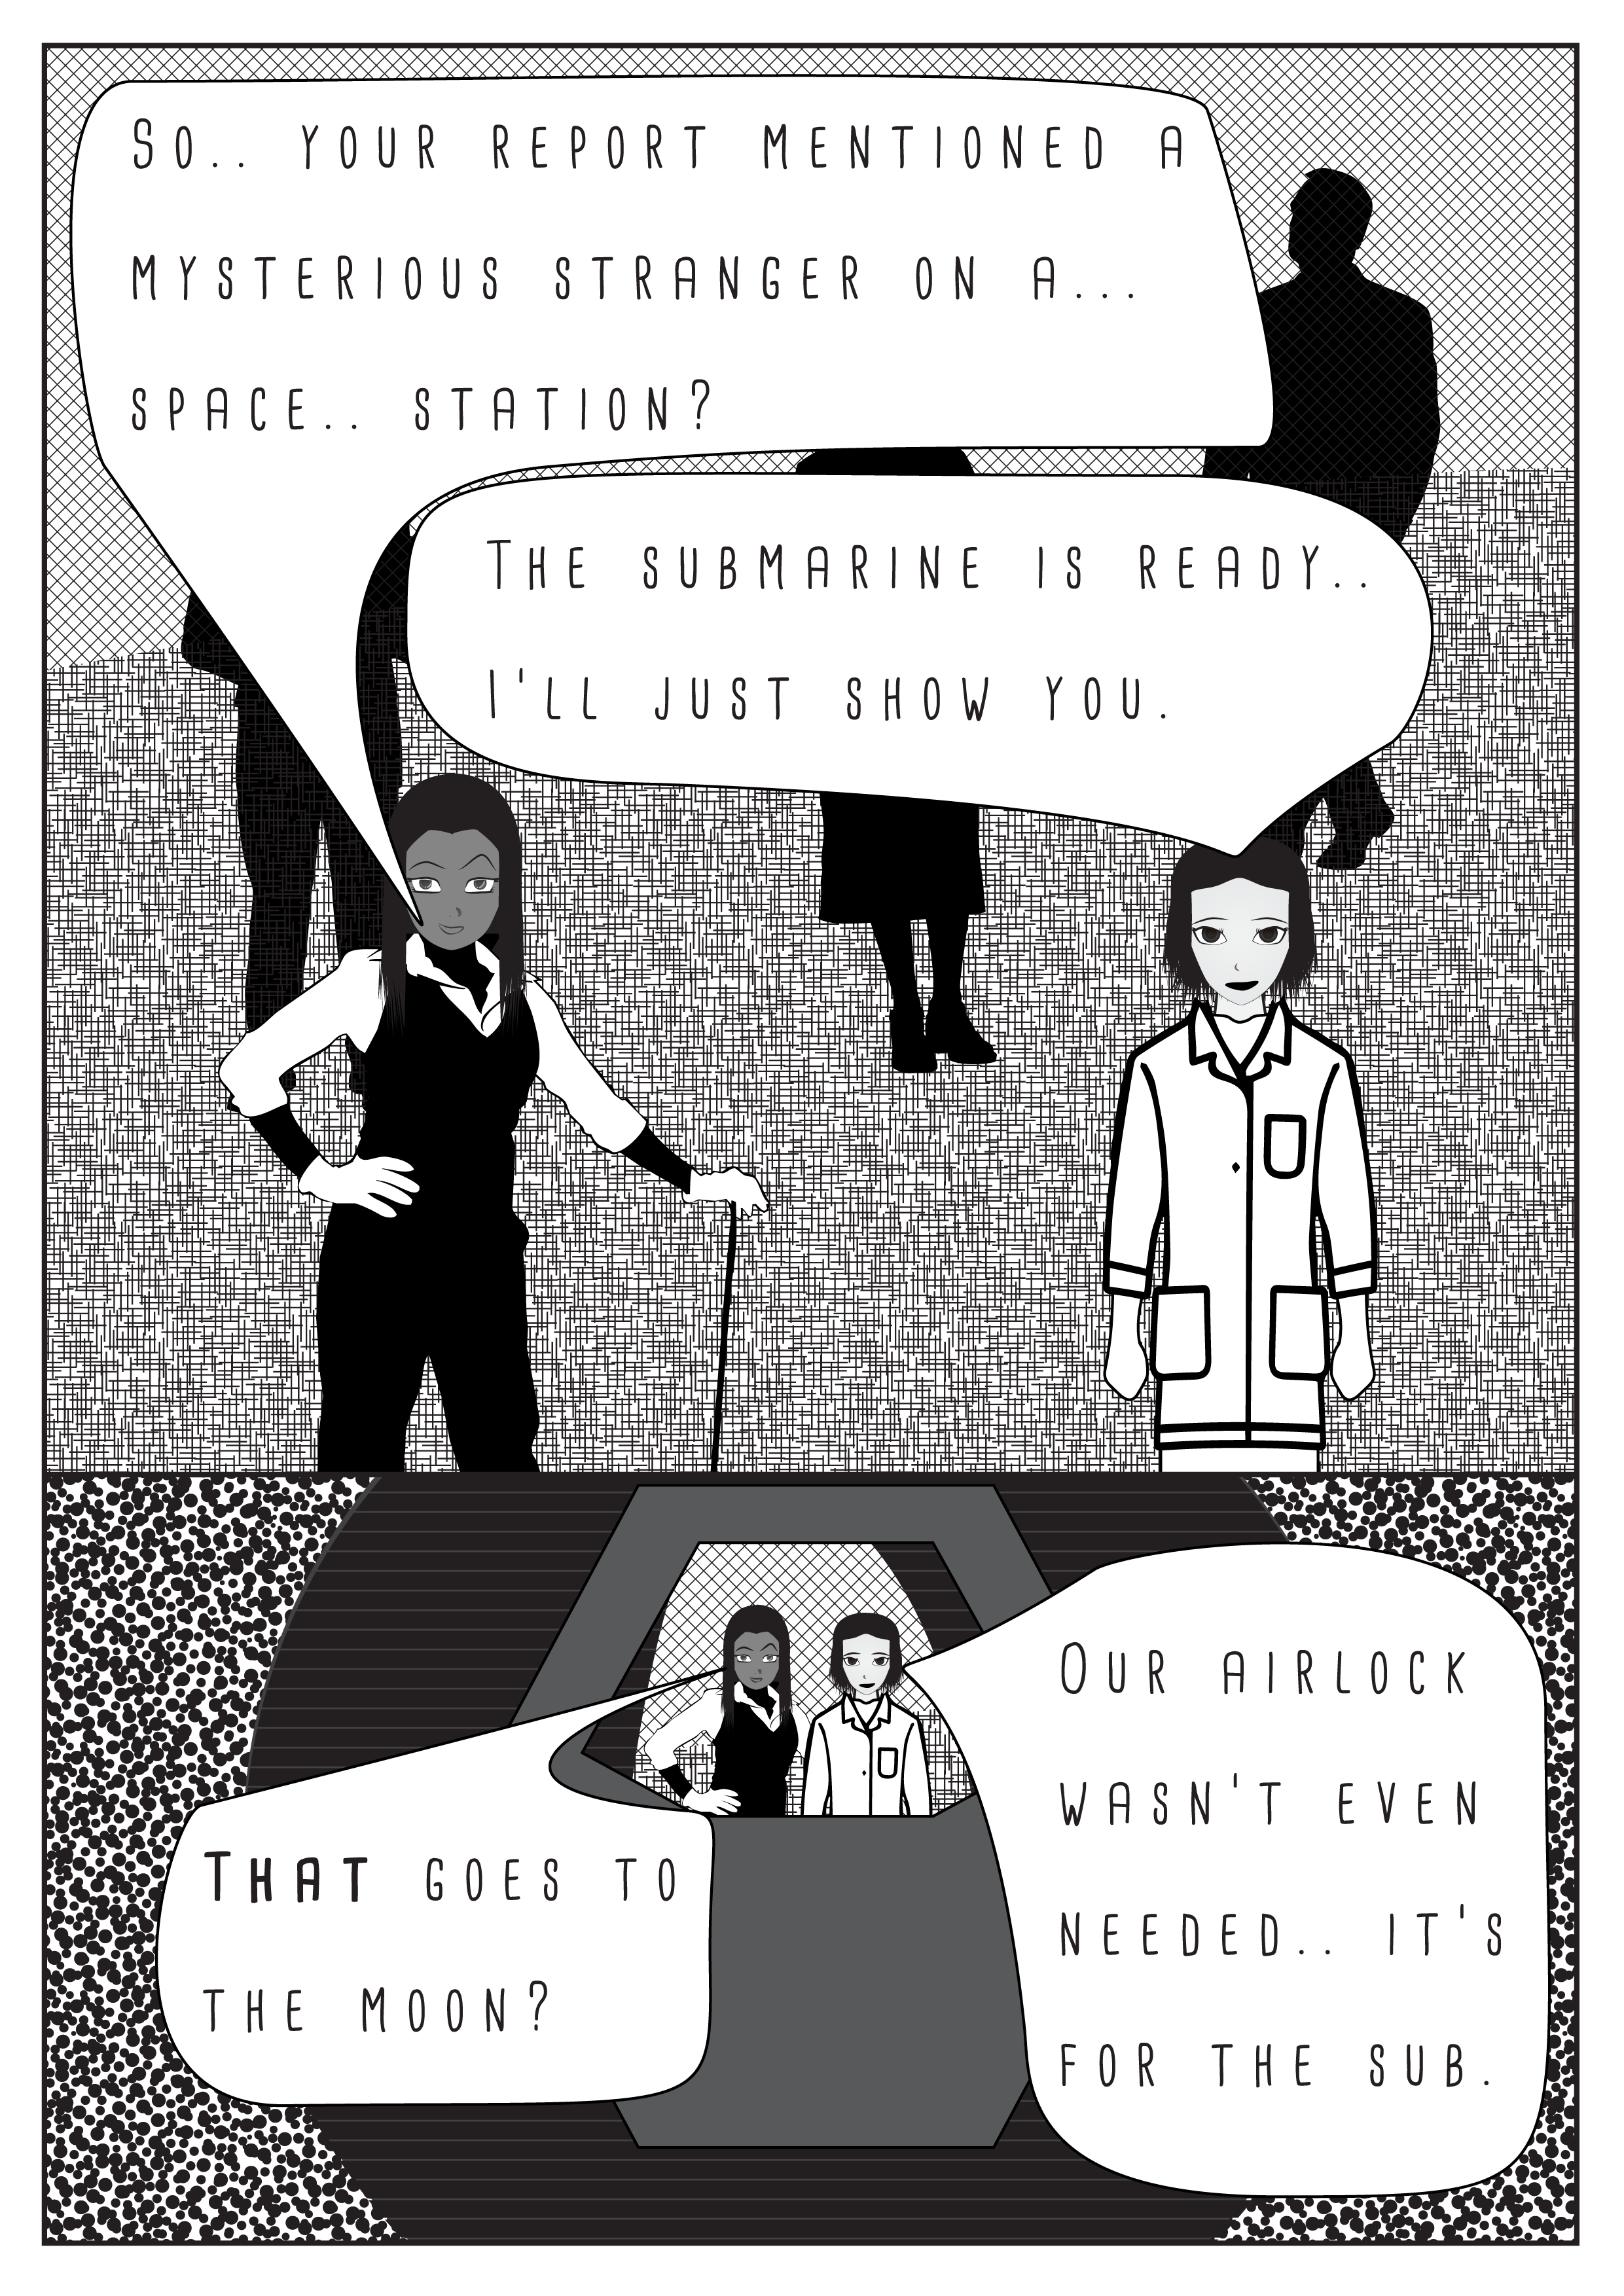 So.. your report mentioned a
mysterious stranger on a...
space.. station?
The submarine is ready..
I'll just show you.
That goes to
the moon?
Our airlock
wasn't even
needed.. it's
for the sub.